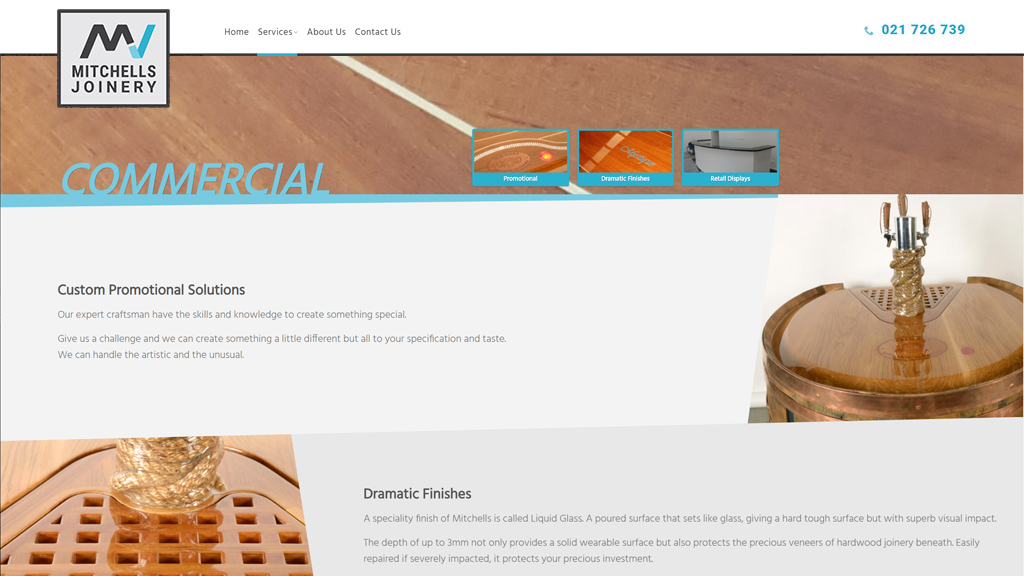 MITCHELLS
JOINERY
Home Services About Us Contact Us
021 726 739
COMMERCIAL
Promotional
Dramatic Finishes
Retail Displays
Custom Promotional Solutions
Our expert craftsman have the skills and knowledge to create something special.
Give us a challenge and we can create something a little different but all to your specification and taste.
We can handle the artistic and the unusual.
Dramatic Finishes
A speciality finish of Mitchells is called Liquid Glass. A poured surface that sets like glass, giving a hard tough surface but with superb visual impact.
The depth of up to 3mm not only provides a solid wearable surface but also protects the precious veneers of hardwood joinery beneath. Easily
repaired if severely impacted, it protects your precious investment.